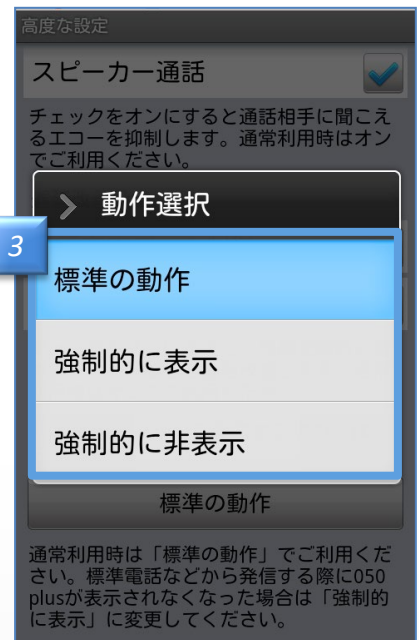 高度な設定
スピーカー通話
チェックをオンにすると通話相手に聞こえ
るエコーを抑制します。通常利用時はオン
でご利用ください。
動作選択
3
標準の動作
強制的に表示
強制的に非表示
標準の動作
通常利用時は「標準の動作」でご利用くだ
さい。標準電話などから発信する際に050
plusが表示されなくなった場合は「強制的
に表示」に変更してください。